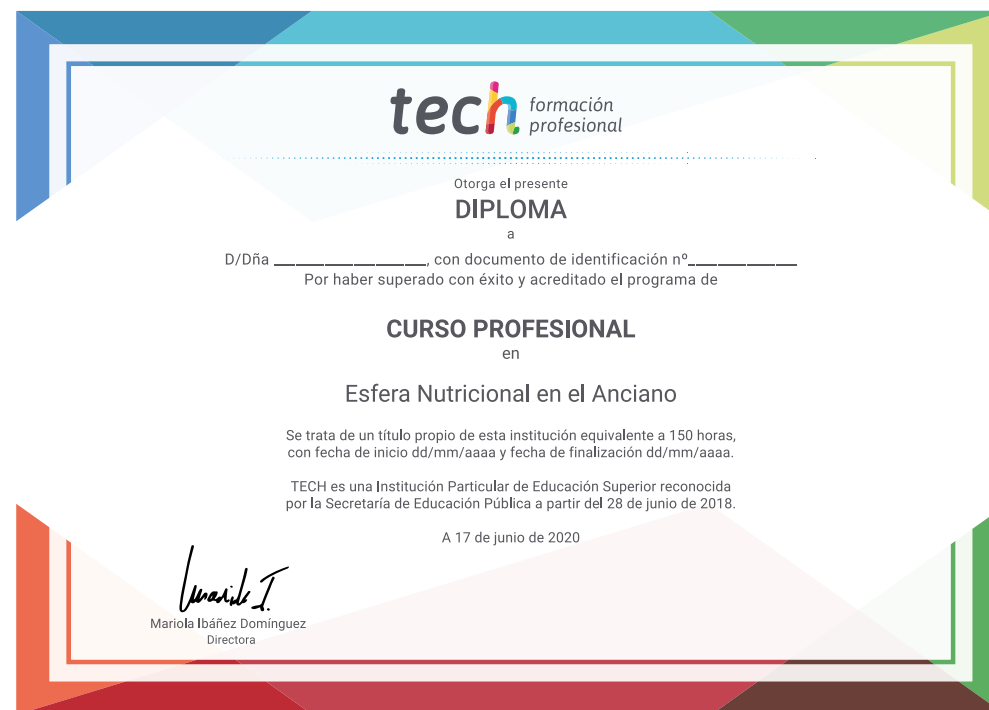 tech formación
profesional
Otorga el presente
DIPLOMA
a
D/Dña ________________, con documento de identificación nº___________
Por haber superado con éxito y acreditado el programa de
CURSO PROFESIONAL
en
Esfera Nutricional en el Anciano
Se trata de un título propio de esta institución equivalente a 150 horas,
con fecha de inicio dd/mm/aaaa y fecha de finalización dd/mm/aaaa.
TECH es una Institución Particular de Educación Superior reconocida
por la Secretaría de Educación Pública a partir del 28 de junio de 2018.
A 17 de junio de 2020
Mariola I.
Mariola Ibáñez Domínguez
Directora